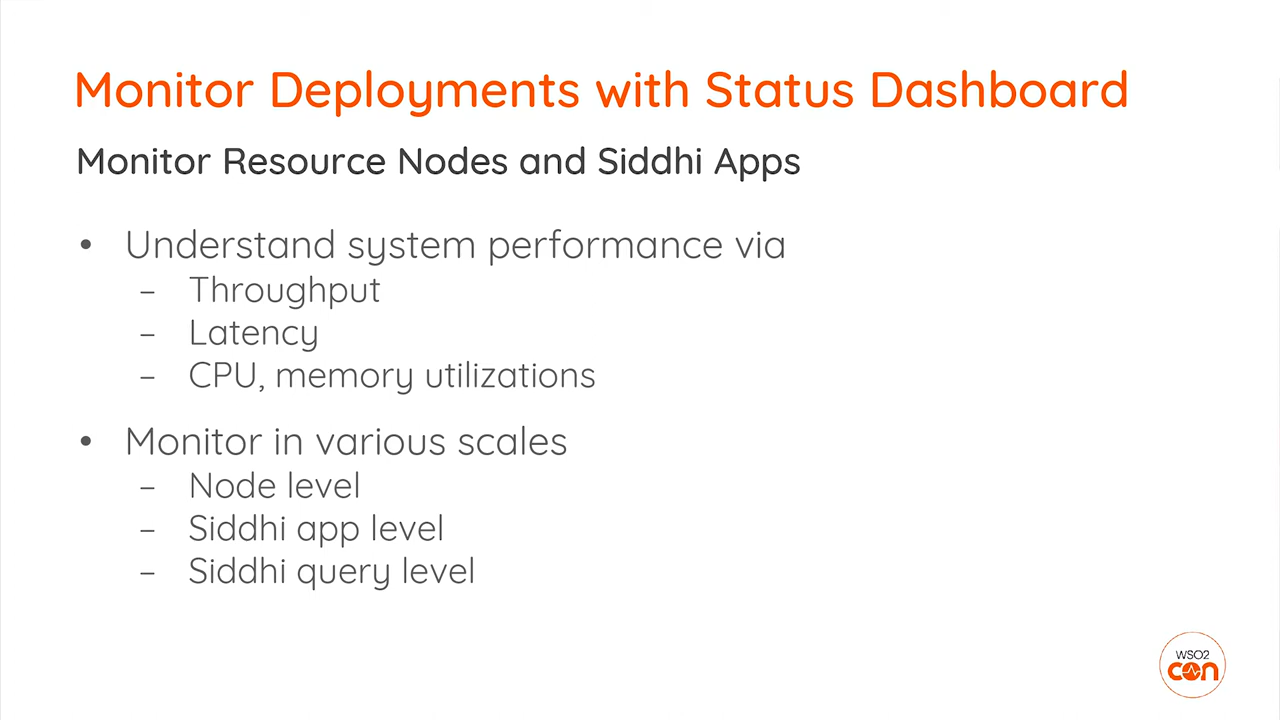 Monitor Deployments with Status Dashboard
Monitor Resource Nodes and Siddhi Apps
• Understand system performance via
– Throughput
– Latency
– CPU, memory utilizations
• Monitor in various scales
– Node level
– Siddhi app level
– Siddhi query level
WSO2
con